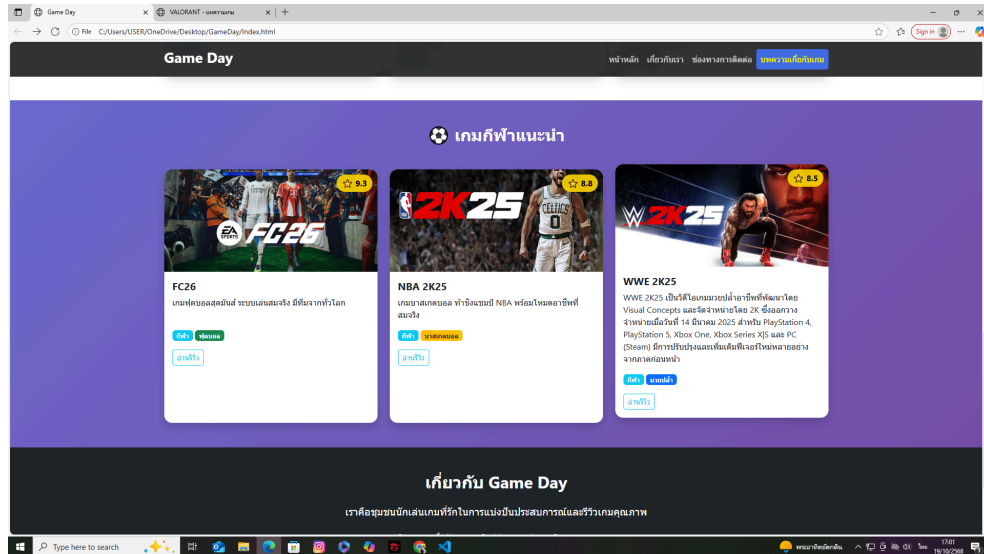 Game Day
VALORANT - บทความเกม
File C:/Users/USER/OneDrive/Desktop/GameDay/Index.html
Sign in
Game Day
หน้าหลัก เกี่ยวกับเรา ช่องทางการติดต่อ บทความเกี่ยวกับเกม
เกมกีฬาแนะนำ
9.3
EA SPORTS FC26
8.8
2K25
CELTICS
0
8.5
W 2K25
FC26
เกมฟุตบอลสุดมันส์ ระบบเล่นสมจริง มีทีมจากทั่วโลก
กีฬา ฟุตบอล
อ่านรีวิว
NBA 2K25
เกมบาสเกตบอล ท้าชิงแชมป์ NBA พร้อมโหมดอาชีพที่
สมจริง
กีฬา บาสเกตบอล
อ่านรีวิว
WWE 2K25
WWE 2K25 เป็นวิดีโอเกมมวยปล้ำอาชีพที่พัฒนาโดย
Visual Concepts และจัดจำหน่ายโดย 2K ซึ่งออกวาง
จำหน่ายเมื่อวันที่ 14 มีนาคม 2025 สำหรับ PlayStation 4,
PlayStation 5, Xbox One, Xbox Series X|S และ PC
(Steam) มีการปรับปรุงและเพิ่มเติมฟีเจอร์ใหม่หลายอย่าง
จากภาคก่อนหน้า
กีฬา มวยปล้ำ
อ่านรีวิว
เกี่ยวกับ Game Day
เราคือชุมชนนักเล่นเกมที่รักในการแบ่งปันประสบการณ์และรีวิวเกมคุณภาพ
Type here to search
พระอาทิตย์ตกดิน
ไทย
17:01
19/10/2568